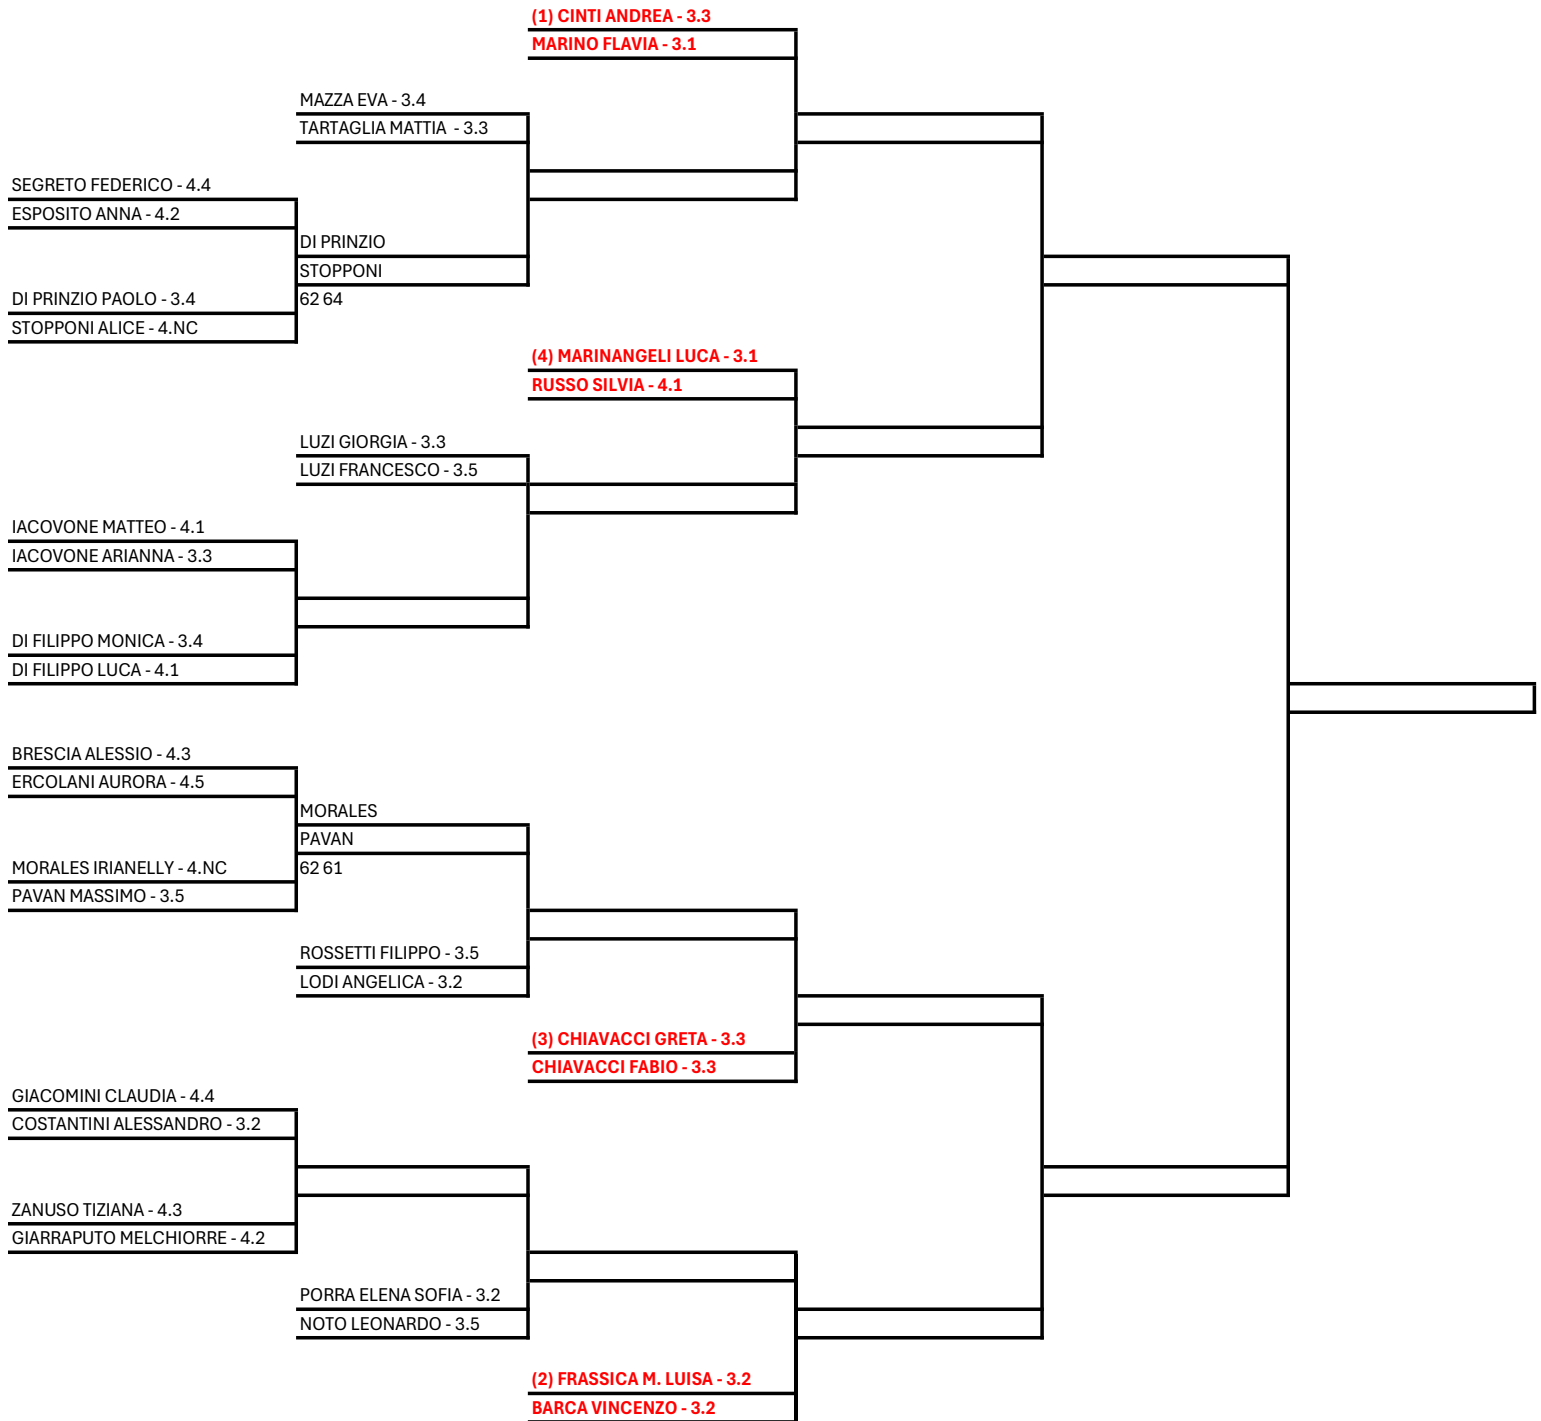 (1) CINTI ANDREA - 3.3
MARINO FLAVIA - 3.1
MAZZA EVA - 3.4
TARTAGLIA MATTIA  - 3.3
SEGRETO FEDERICO - 4.4
ESPOSITO ANNA - 4.2
DI PRINZIO
STOPPONI
62 64
DI PRINZIO PAOLO - 3.4
STOPPONI ALICE - 4.NC
(4) MARINANGELI LUCA - 3.1
RUSSO SILVIA - 4.1
LUZI GIORGIA - 3.3
LUZI FRANCESCO - 3.5
IACOVONE MATTEO - 4.1
IACOVONE ARIANNA - 3.3
DI FILIPPO MONICA - 3.4
DI FILIPPO LUCA - 4.1
BRESCIA ALESSIO - 4.3
ERCOLANI AURORA - 4.5
MORALES
PAVAN
62 61
MORALES IRIANELLY - 4.NC
PAVAN MASSIMO - 3.5
ROSSETTI FILIPPO - 3.5
LODI ANGELICA - 3.2
(3) CHIAVACCI GRETA - 3.3
CHIAVACCI FABIO - 3.3
GIACOMINI CLAUDIA - 4.4
COSTANTINI ALESSANDRO - 3.2
ZANUSO TIZIANA - 4.3
GIARRAPUTO MELCHIORRE - 4.2
PORRA ELENA SOFIA - 3.2
NOTO LEONARDO - 3.5
(2) FRASSICA M. LUISA - 3.2
BARCA VINCENZO - 3.2